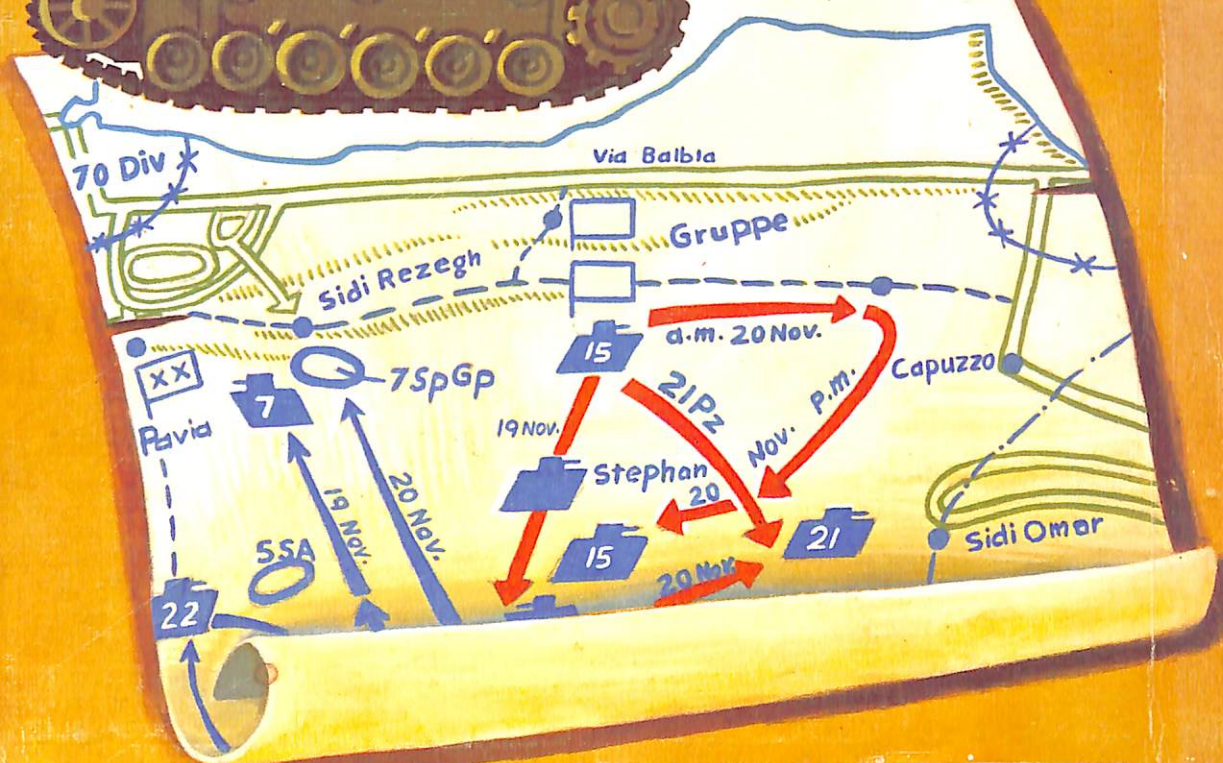 Via Balbia
70 Div
Gruppe
Sidi Rezegh
a.m. 20 Nov.
15
Capuzzo
7SpGp
21Pz
p.m.
7
Pavia
19 Nov.
Nov.
Stephan
20
19 Nov.
20 Nov.
15
21
Sidi Omar
5SA
20 Nov.
22